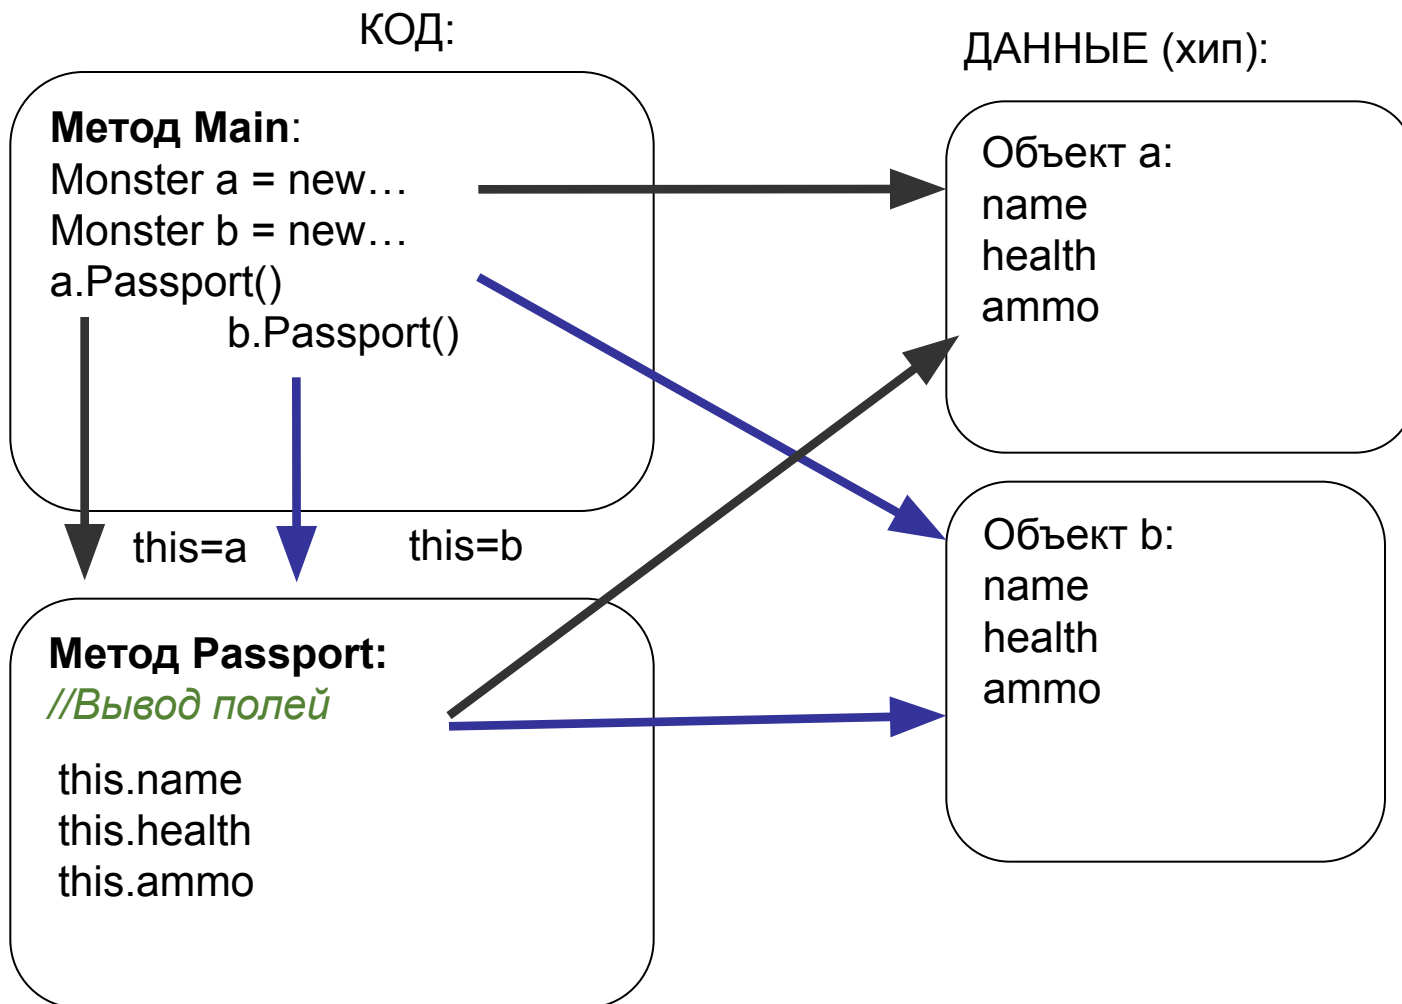 КОД:
ДАННЫЕ (хип):
Метод Main:
Monster a = new…
Monster b = new…
a.Passport()
b.Passport()
this=a
this=b
Метод Passport:
//Вывод полей
this.name
this.health
this.ammo
Объект a:
name
health
ammo
Объект b:
name
health
ammo